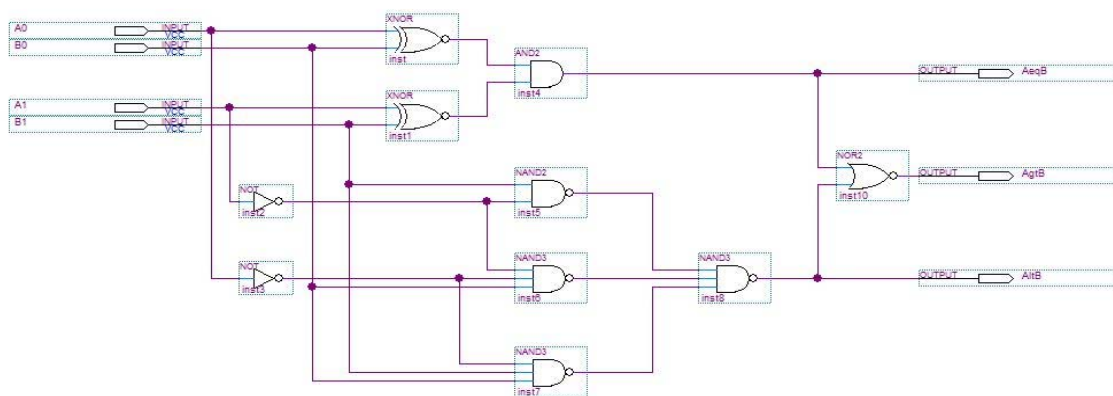 A0 INPUT VCC
B0 INPUT VCC
XNOR
inst
AND2
inst4
OUTPUT AeqB
A1 INPUT VCC
B1 INPUT VCC
XNOR
inst1
NOR2
inst10
OUTPUT AgtB
NOT
inst2
NAND2
inst5
NOT
inst3
NAND3
inst6
NAND3
inst8
OUTPUT AltB
NAND3
inst7